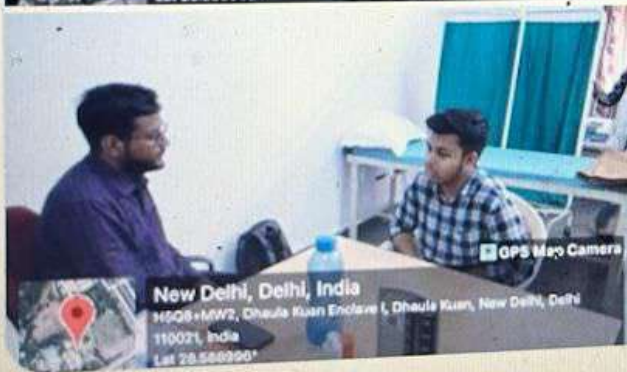 GPS Map Camera
New Delhi, Delhi, India
H5Q8+MW2, Dhaula Kuan Enclave I, Dhaula Kuan, New Delhi, Delhi
110021, India
Lat 28.588996°